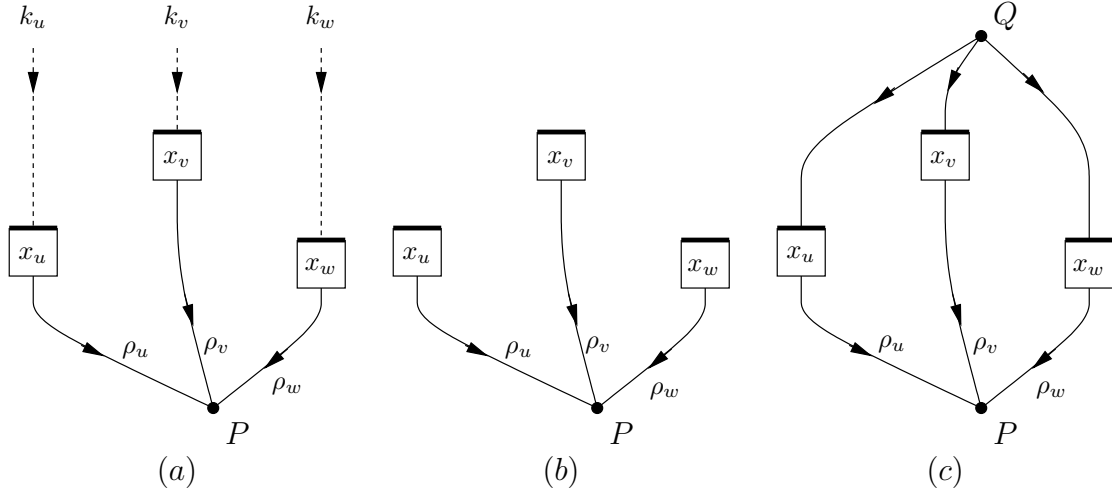 k_u k_v k_w Q
x_v x_v x_v
x_u x_w x_u x_w x_u x_w
ρ_u ρ_v ρ_w ρ_u ρ_v ρ_w ρ_u ρ_v ρ_w
P P P
(a) (b) (c)